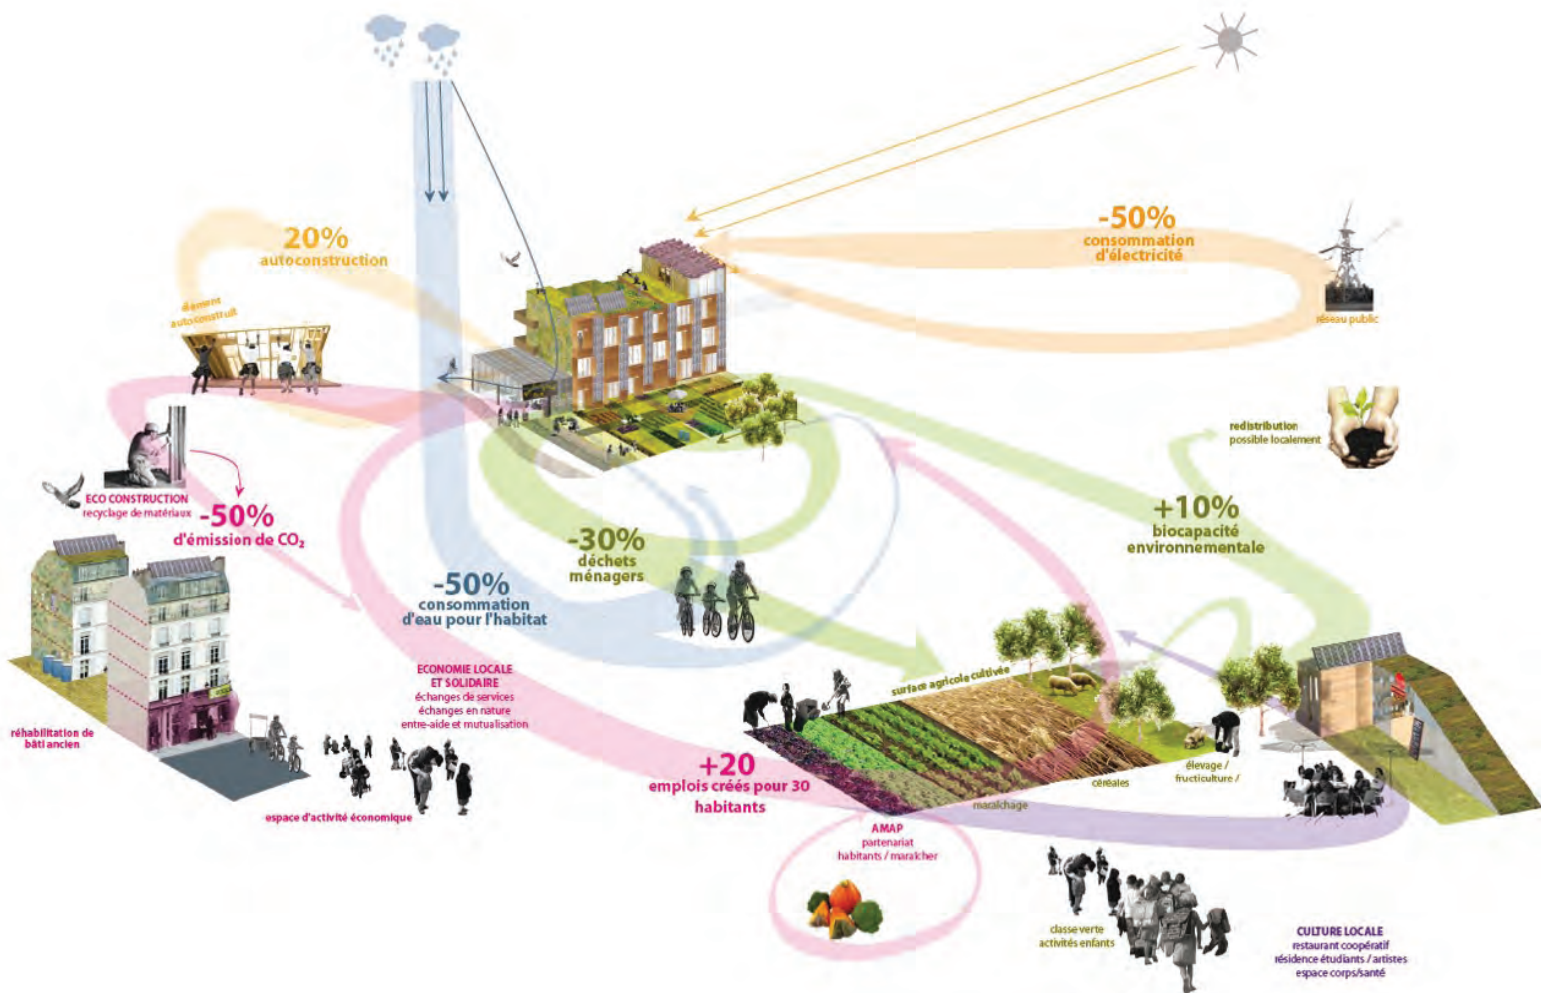 -50%
consommation
d'électricité
20%
autoconstruction
élément
autoconstruit
réseau public
redistribution
possible localement
ECO CONSTRUCTION
recyclage de matériaux
-50%
d'émission de CO₂
+10%
biocapacité
environnementale
-30%
déchets
ménagers
-50%
consommation
d'eau pour l'habitat
ECONOMIE LOCALE
ET SOLIDAIRE
échanges de services
échanges en nature
entre-aide et mutualisation
surface agricole cultivée
réhabilitation de
bâti ancien
espace d'activité économique
+20
emplois créés pour 30
habitants
maraîchage
céréales
élevage /
fructiculture /
AMAP
partenariat
habitants / maraîcher
classe verte
activités enfants
CULTURE LOCALE
restaurant coopératif
résidence étudiants / artistes
espace corps/santé